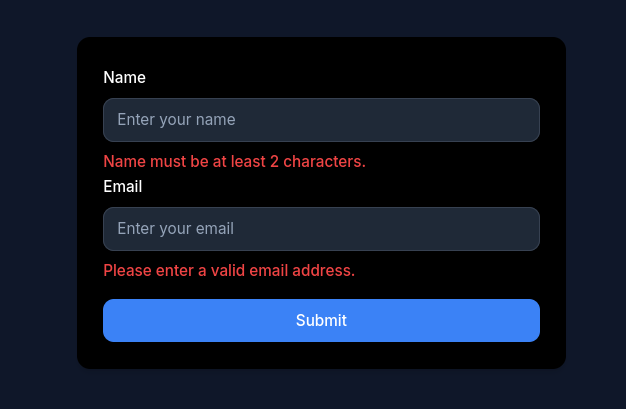 Name
Enter your name
Name must be at least 2 characters.
Email
Enter your email
Please enter a valid email address.
Submit